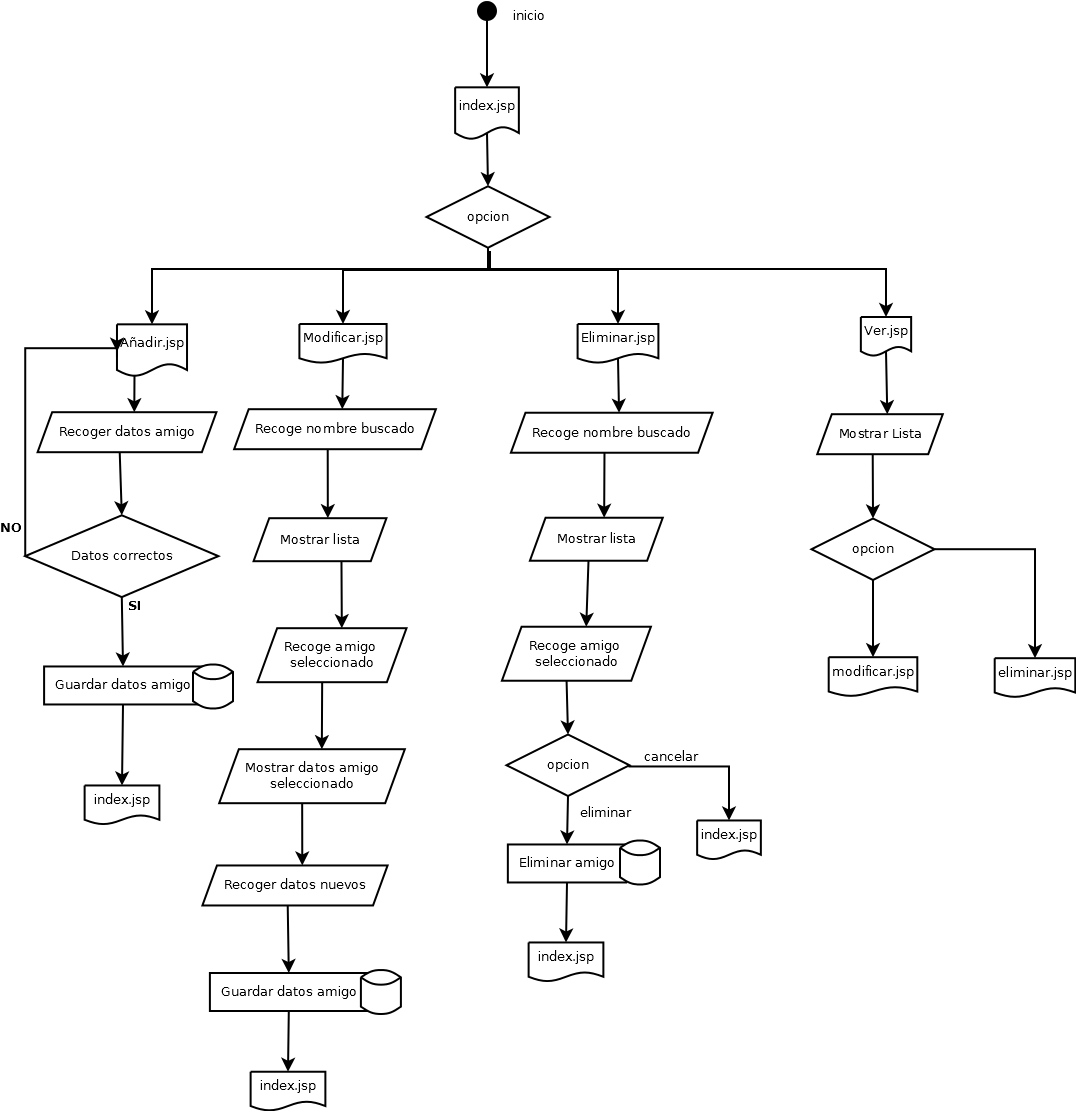 inicio
index.jsp
opcion
Añadir.jsp
Modificar.jsp
Eliminar.jsp
Ver.jsp
Recoger datos amigo
Recoge nombre buscado
Recoge nombre buscado
Mostrar Lista
NO
Datos correctos
SI
Mostrar lista
Mostrar lista
opcion
Recoge amigo
seleccionado
Recoge amigo
seleccionado
modificar.jsp
eliminar.jsp
Guardar datos amigo
index.jsp
Mostrar datos amigo
seleccionado
opcion
cancelar
eliminar
index.jsp
Eliminar amigo
Recoger datos nuevos
index.jsp
Guardar datos amigo
index.jsp